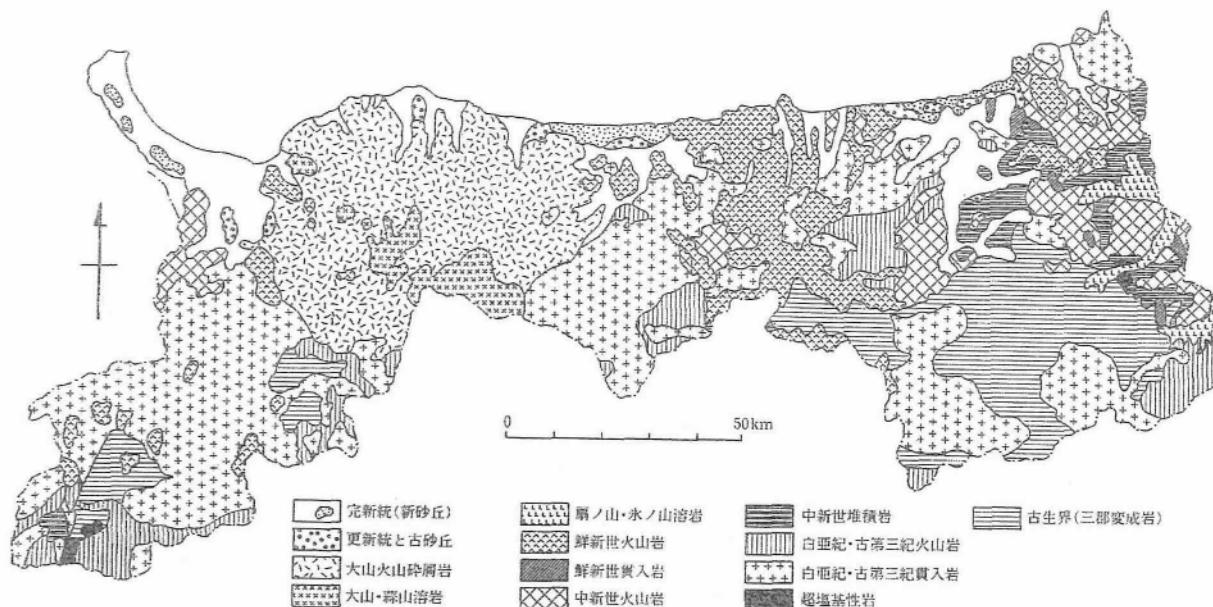 0 50km
完新統(新砂丘)
更新統と古砂丘
大山火山砕屑岩
大山・蒜山溶岩
扇ノ山・氷ノ山溶岩
鮮新世火山岩
鮮新世貫入岩
中新世火山岩
中新世堆積岩
白亜紀・古第三紀火山岩
白亜紀・古第三紀貫入岩
超塩基性岩
古生界(三郡変成岩)